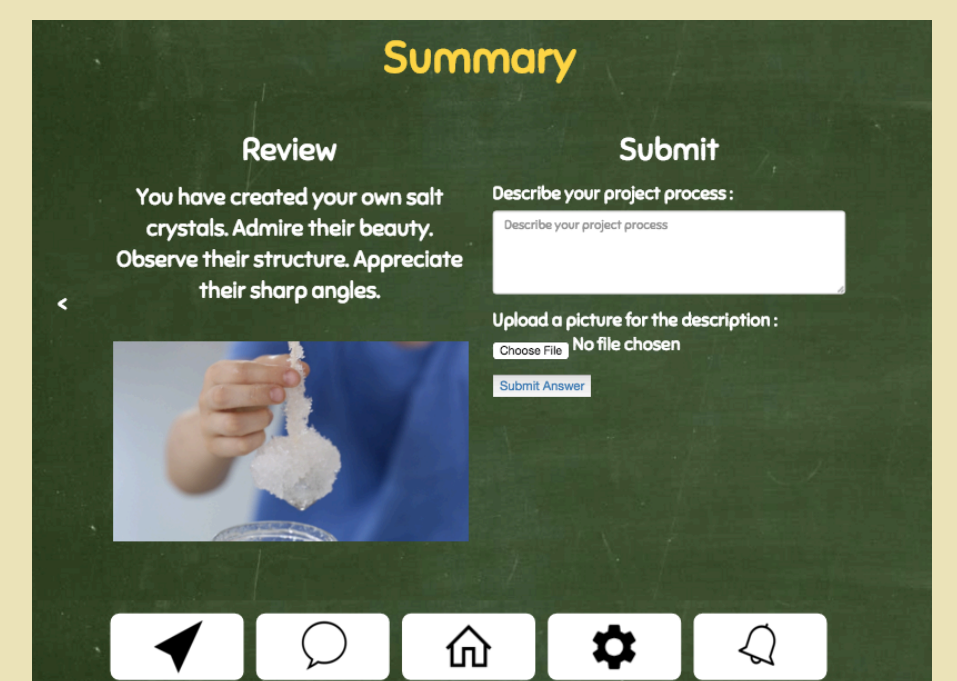 Summary
Review
You have created your own salt
crystals. Admire their beauty.
Observe their structure. Appreciate
their sharp angles.
<
Submit
Describe your project process :
Describe your project process
Upload a picture for the description :
Choose File No file chosen
Submit Answer